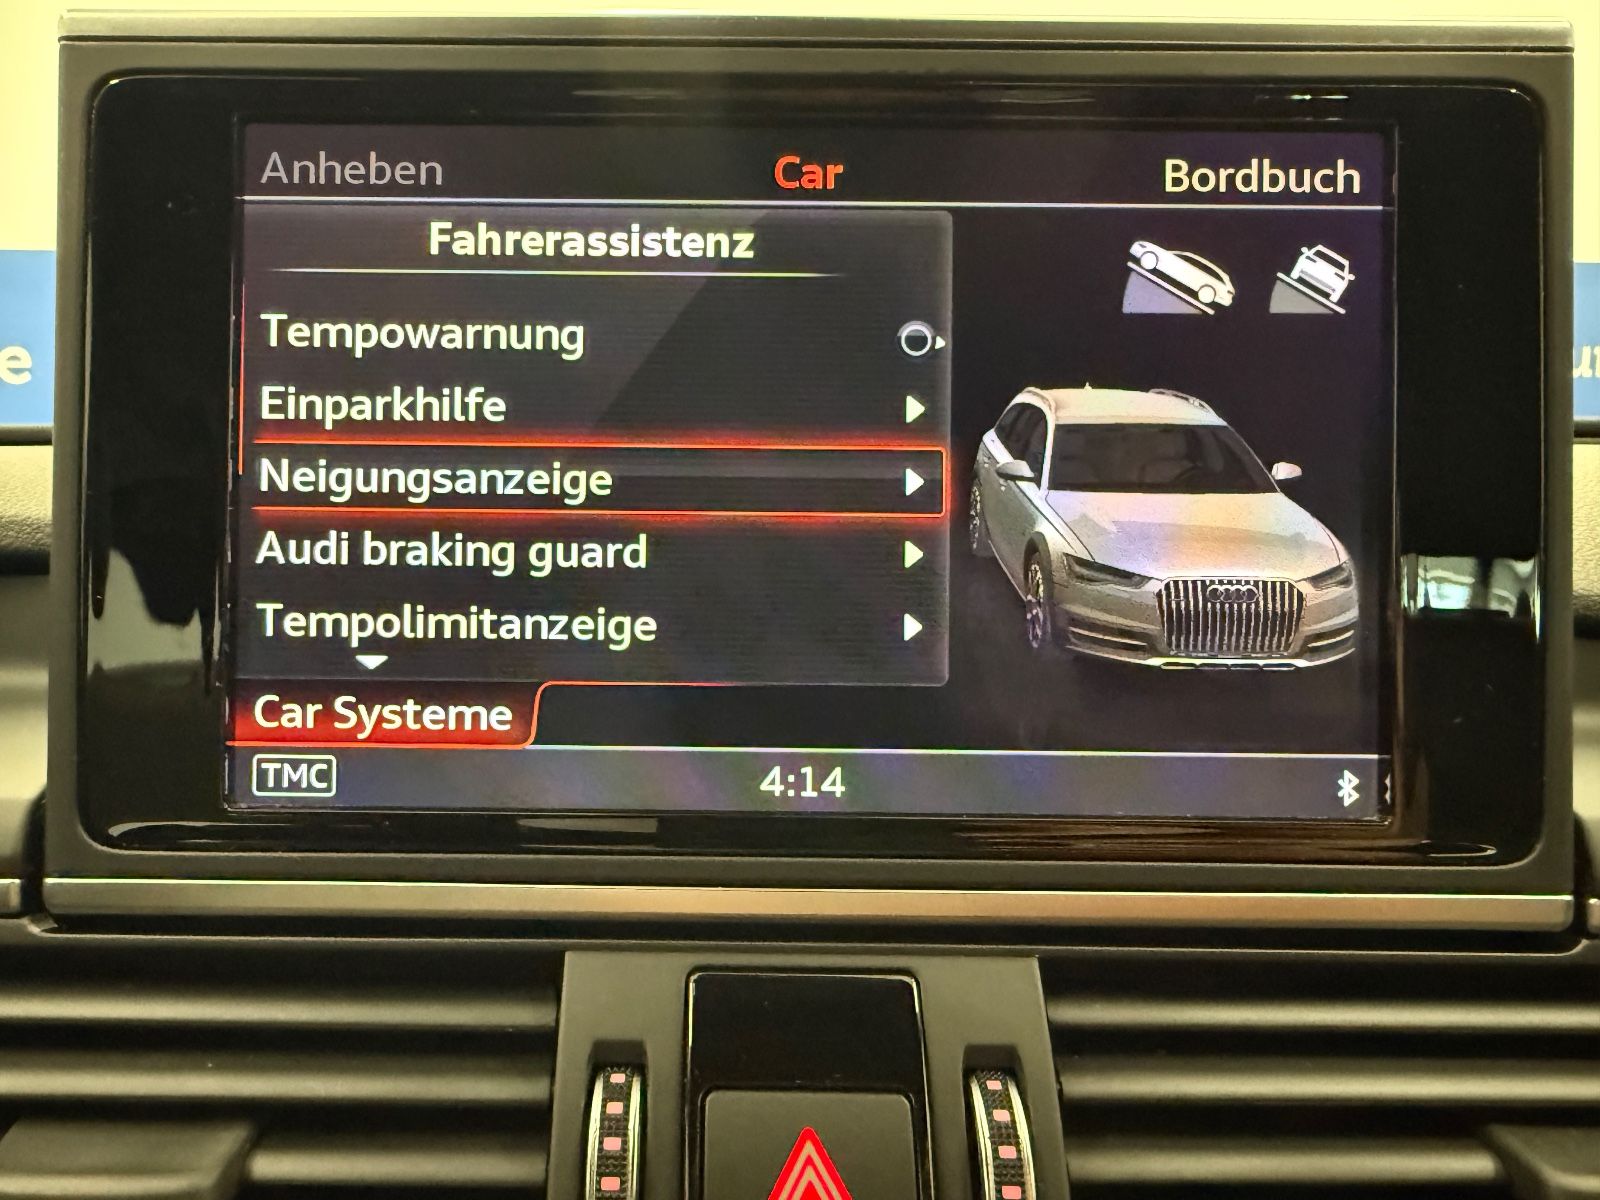 Anheben Car Bordbuch
Fahrerassistenz
Tempowarnung
Einparkhilfe
Neigungsanzeige
Audi braking guard
Tempolimitanzeige
Car Systeme
TMC 4:14